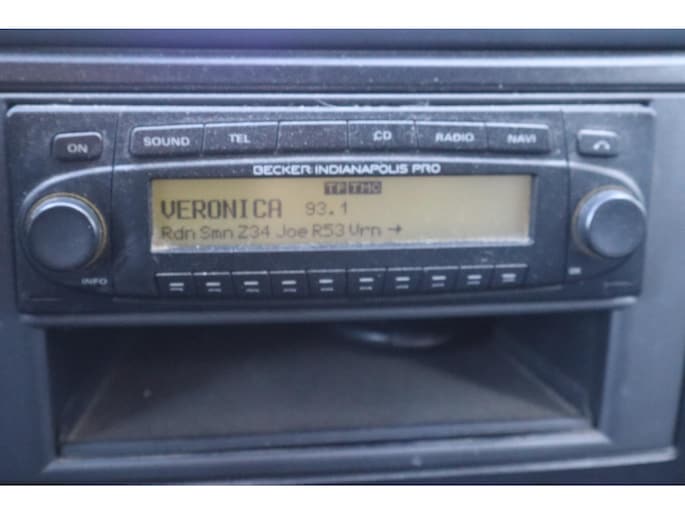 ON SOUND TEL CD RADIO NAVI
BECKER INDIANAPOLIS PRO
TP TMC
VERONICA 93.1
Rdn Smn Z34 Joe R53 Vrn →
INFO